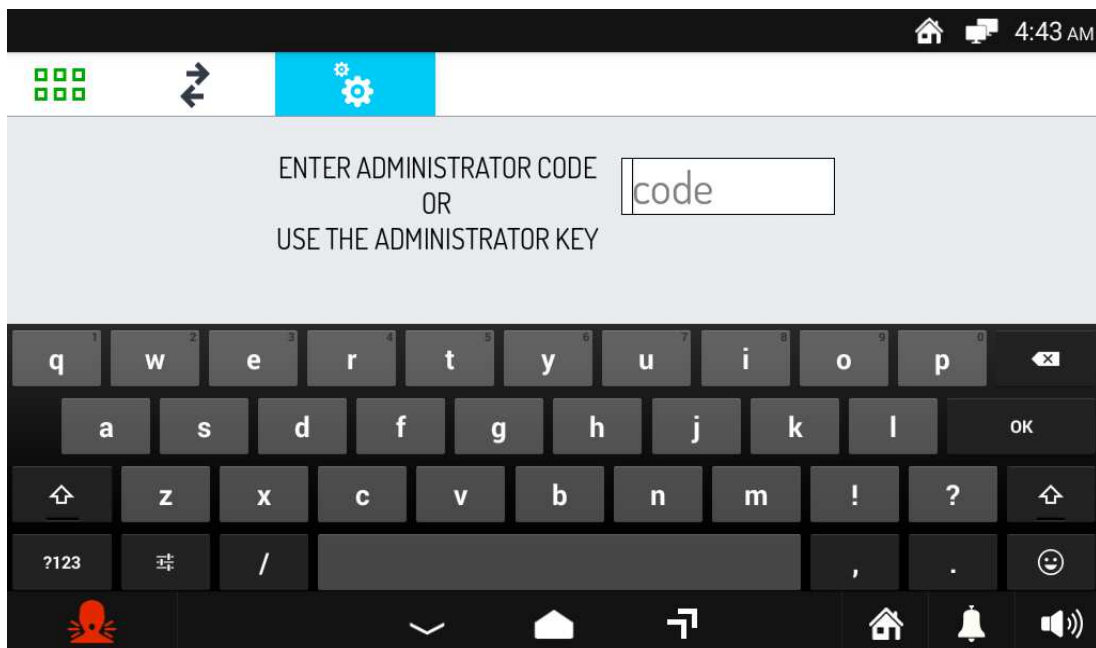 4:43 AM
ENTER ADMINISTRATOR CODE
OR
USE THE ADMINISTRATOR KEY
code
1 2 3 4 5 6 7 8 9 0
q w e r t y u i o p
a s d f g h j k l OK
z x c v b n m ! ?
?123 / , .